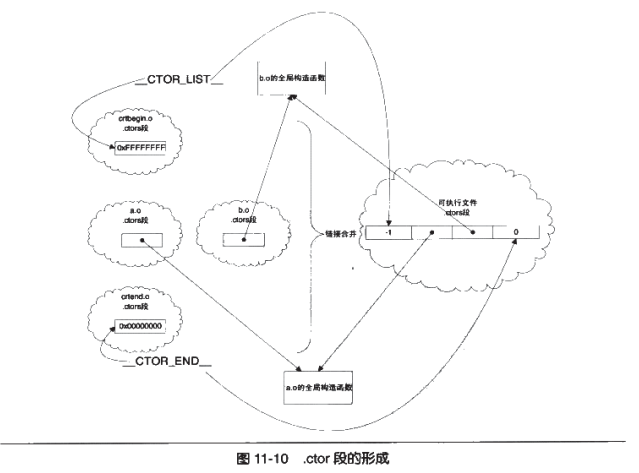 __CTOR_LIST__
b.o的全局构造函数
crtbegin.o
.ctors段
0xFFFFFFFF
a.o
.ctors段
b.o
.ctors段
链接合并
可执行文件
.ctors段
-1
0
crtend.o
.ctors段
0x00000000
__CTOR_END__
a.o的全局构造函数
图 11-10 .ctor 段的形成